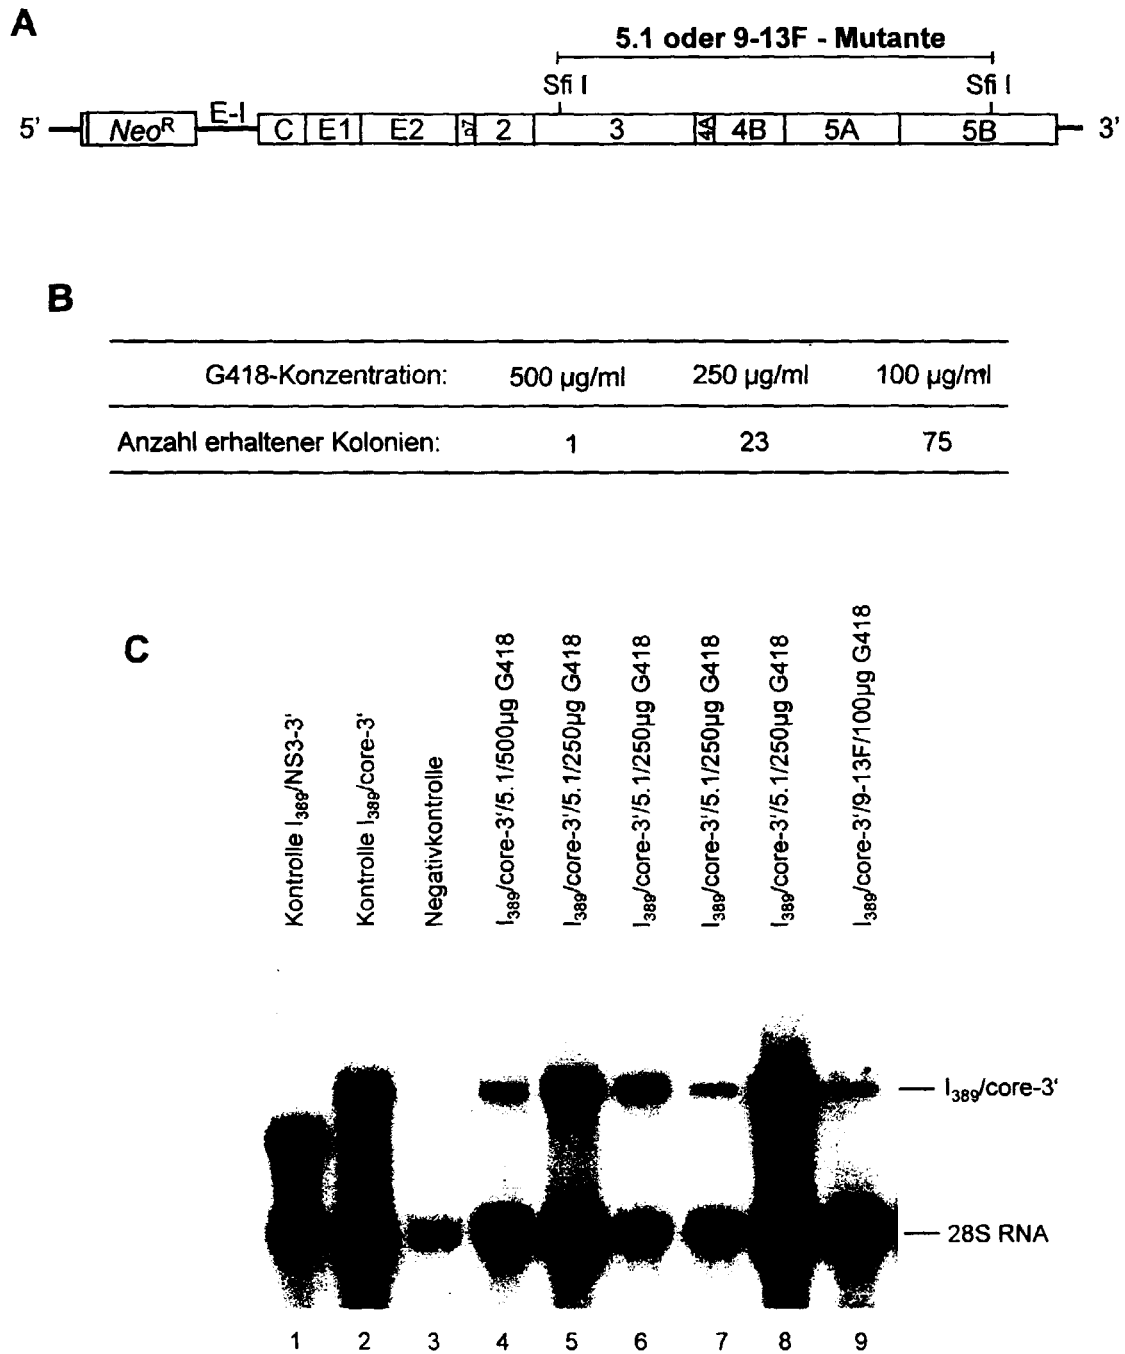 A
5.1 oder 9-13F - Mutante
Sfi I
Sfi I
5'
NeoR
E-I
C
E1
E2
p7
2
3
4A
4B
5A
5B
3'
B
G418-Konzentration: 500 µg/ml 250 µg/ml 100 µg/ml
Anzahl erhaltener Kolonien: 1 23 75
C
Kontrolle I389/NS3-3'
Kontrolle I389/core-3'
Negativkontrolle
I389/core-3'/5.1/500µg G418
I389/core-3'/5.1/250µg G418
I389/core-3'/5.1/250µg G418
I389/core-3'/5.1/250µg G418
I389/core-3'/5.1/250µg G418
I389/core-3'/9-13F/100µg G418
I389/core-3'
28S RNA
1 2 3 4 5 6 7 8 9